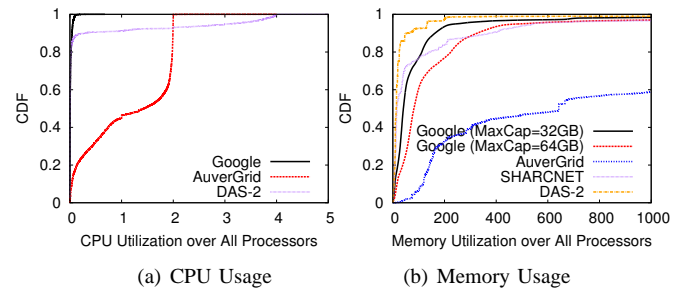 CDF
1
0.8
0.6
0.4
0.2
0
0 1 2 3 4 5
Google
AuverGrid
DAS-2
CPU Utilization over All Processors
(a) CPU Usage
CDF
1
0.8
0.6
0.4
0.2
0
0 200 400 600 800 1000
Google (MaxCap=32GB)
Google (MaxCap=64GB)
AuverGrid
SHARCNET
DAS-2
Memory Utilization over All Processors
(b) Memory Usage